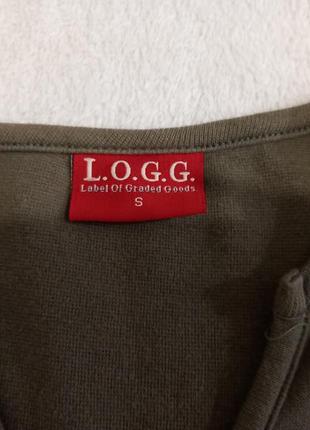 L.O.G.G.
Label Of Graded Goods
S